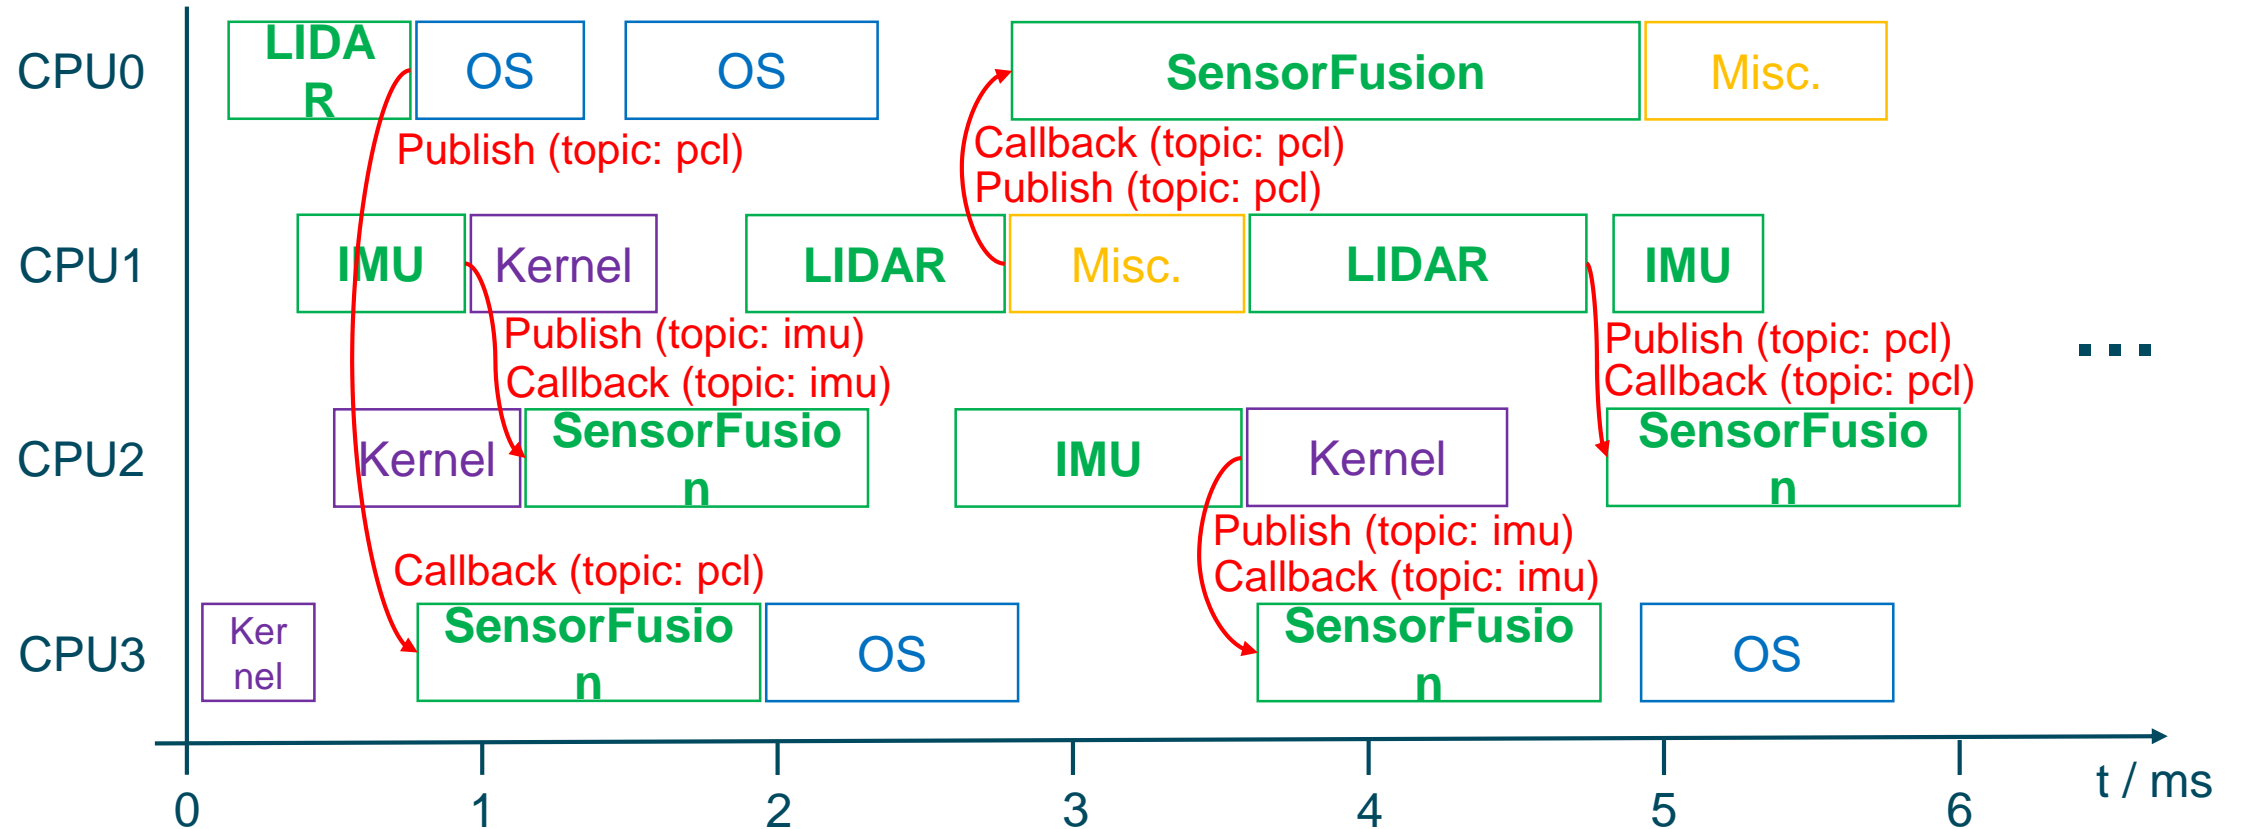 CPU0
LIDA
R
OS
OS
SensorFusion
Misc.
Publish (topic: pcl)
Callback (topic: pcl)
Publish (topic: pcl)
CPU1
IMU
Kernel
LIDAR
Misc.
LIDAR
IMU
Publish (topic: imu)
Callback (topic: imu)
Publish (topic: pcl)
Callback (topic: pcl)
...
CPU2
Kernel
SensorFusio
n
IMU
Kernel
SensorFusio
n
Publish (topic: imu)
Callback (topic: imu)
Callback (topic: pcl)
CPU3
Ker
nel
SensorFusio
n
OS
SensorFusio
n
OS
0
1
2
3
4
5
6
t / ms